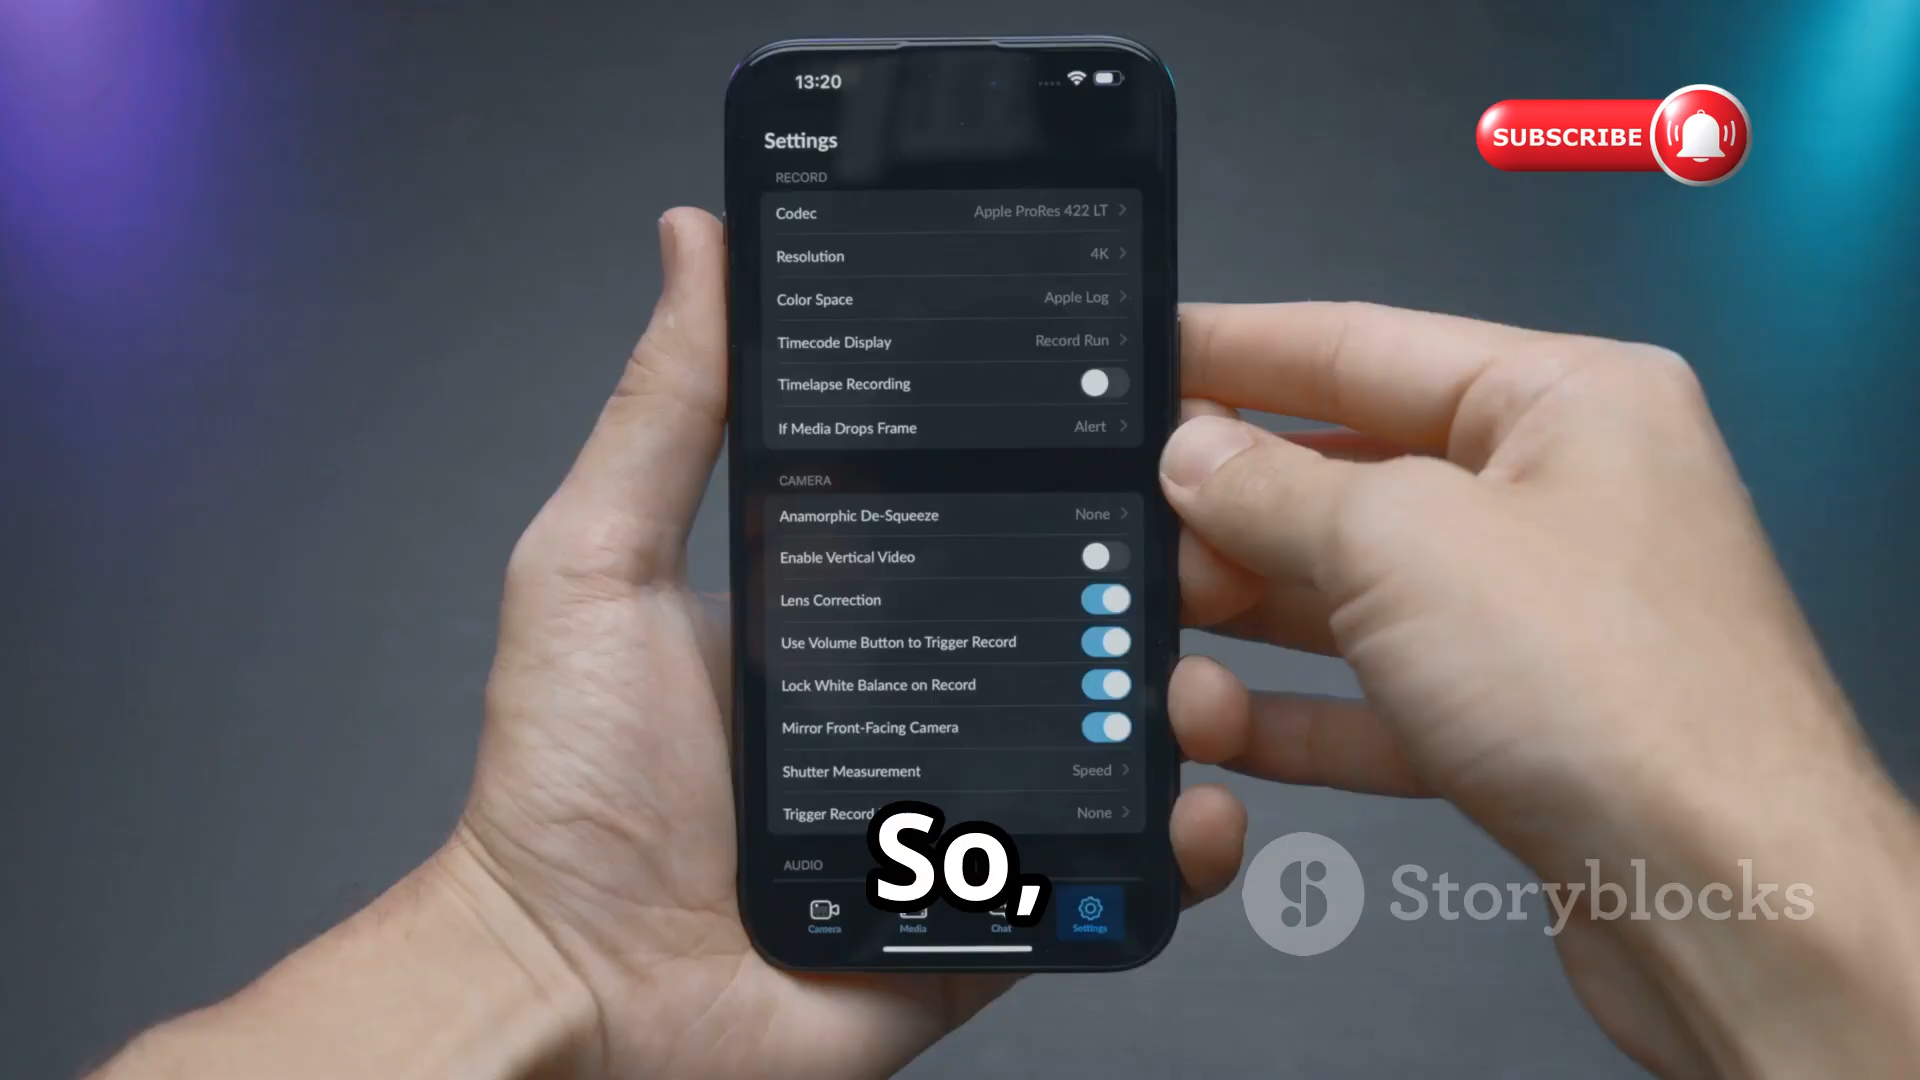 13:20
SUBSCRIBE
Settings
RECORD
Codec Apple ProRes 422 LT
Resolution 4K
Color Space Apple Log
Timecode Display Record Run
Timelapse Recording
If Media Drops Frame Alert
CAMERA
Anamorphic De-Squeeze None
Enable Vertical Video
Lens Correction
Use Volume Button to Trigger Record
Lock White Balance on Record
Mirror Front-Facing Camera
Shutter Measurement Speed
Trigger Record None
So,
AUDIO
Storyblocks
Camera Media Chat Settings